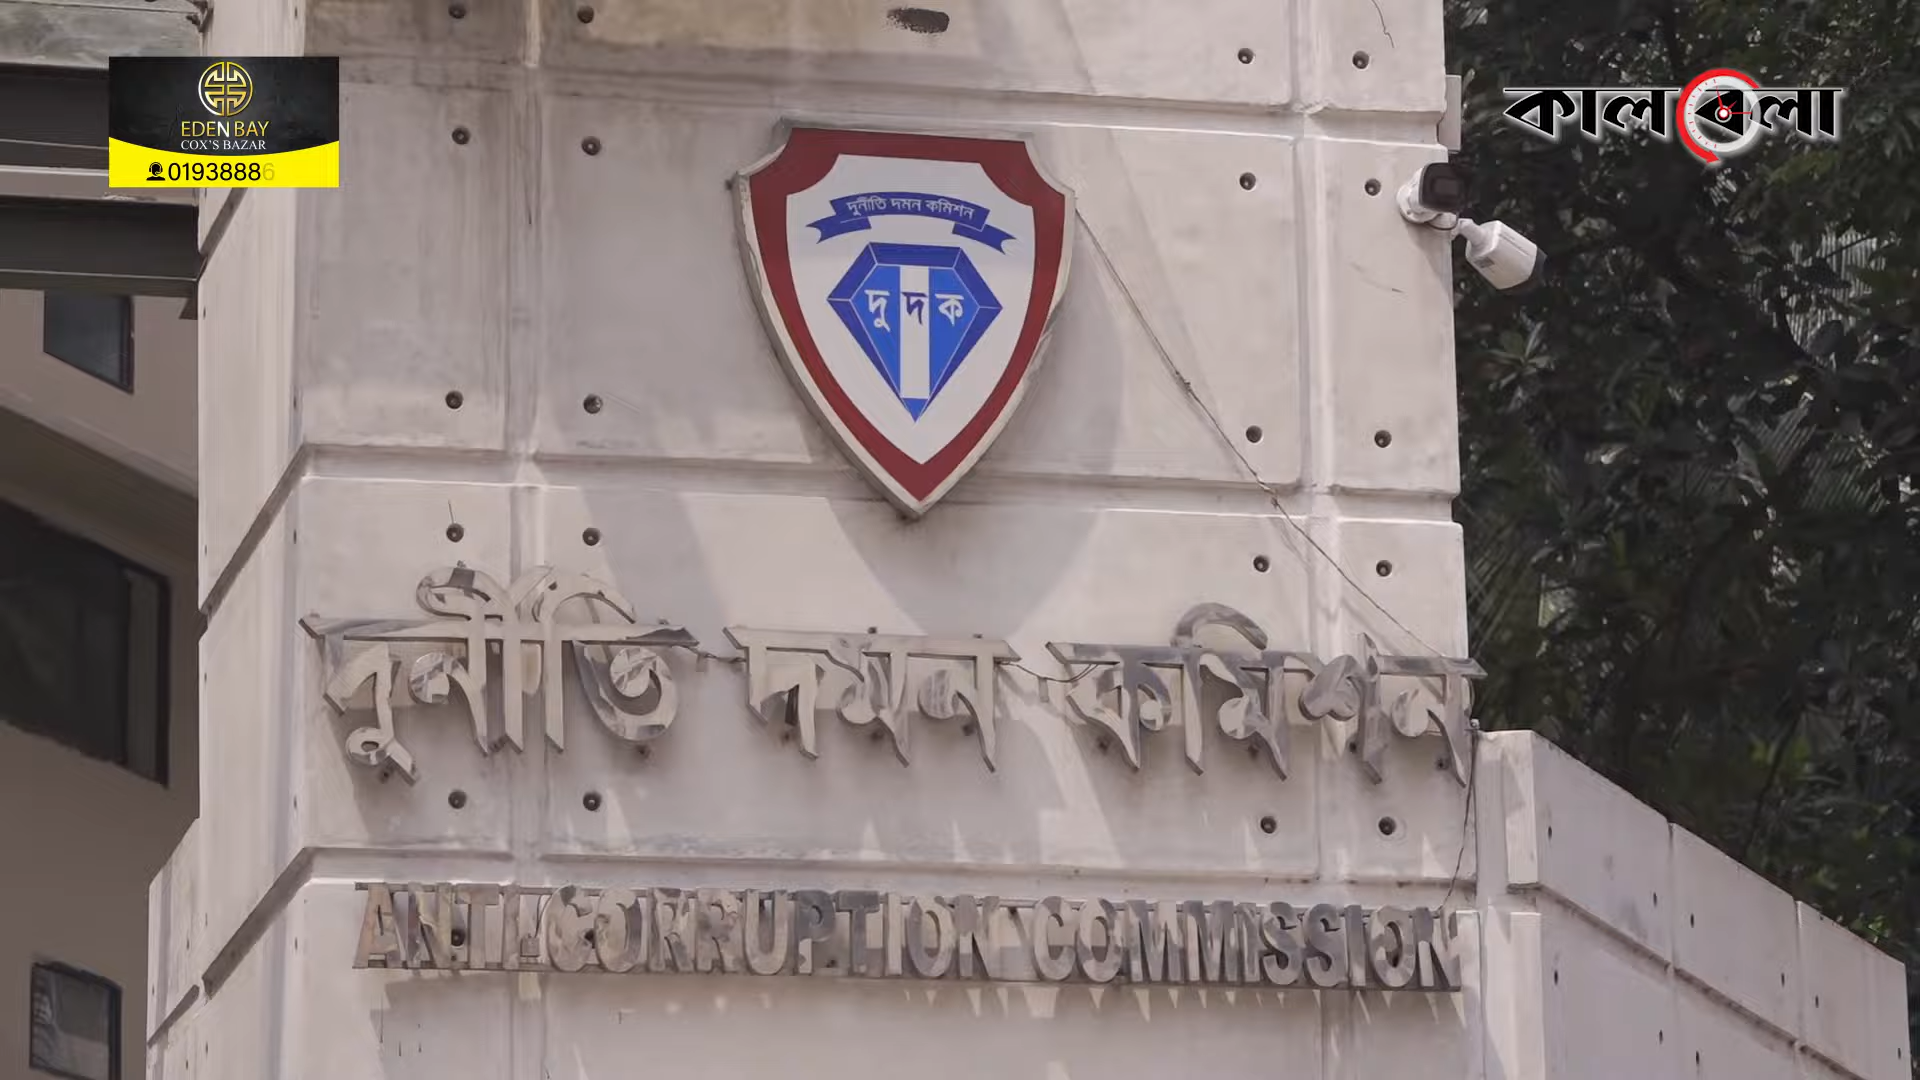 EDEN BAY
COX'S BAZAR
01938886
কালবেলা
দুর্নীতি দমন কমিশন
দুদক
দুর্নীতি দমন কমিশন
ANTI-CORRUPTION COMMISSION